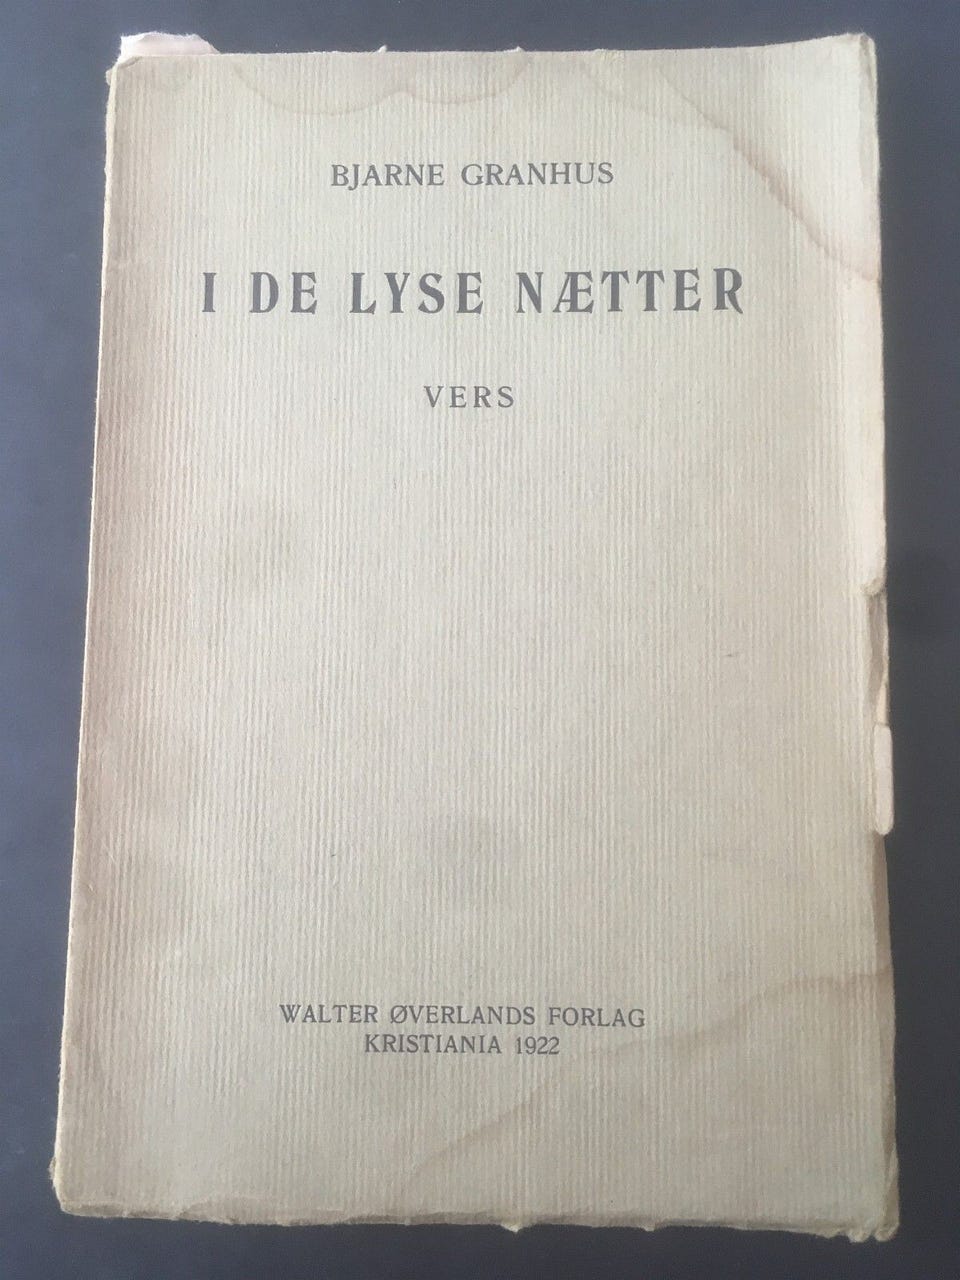 BJARNE GRANHUS
I DE LYSE NÆTTER
VERS
WALTER ØVERLANDS FORLAG
KRISTIANIA 1922